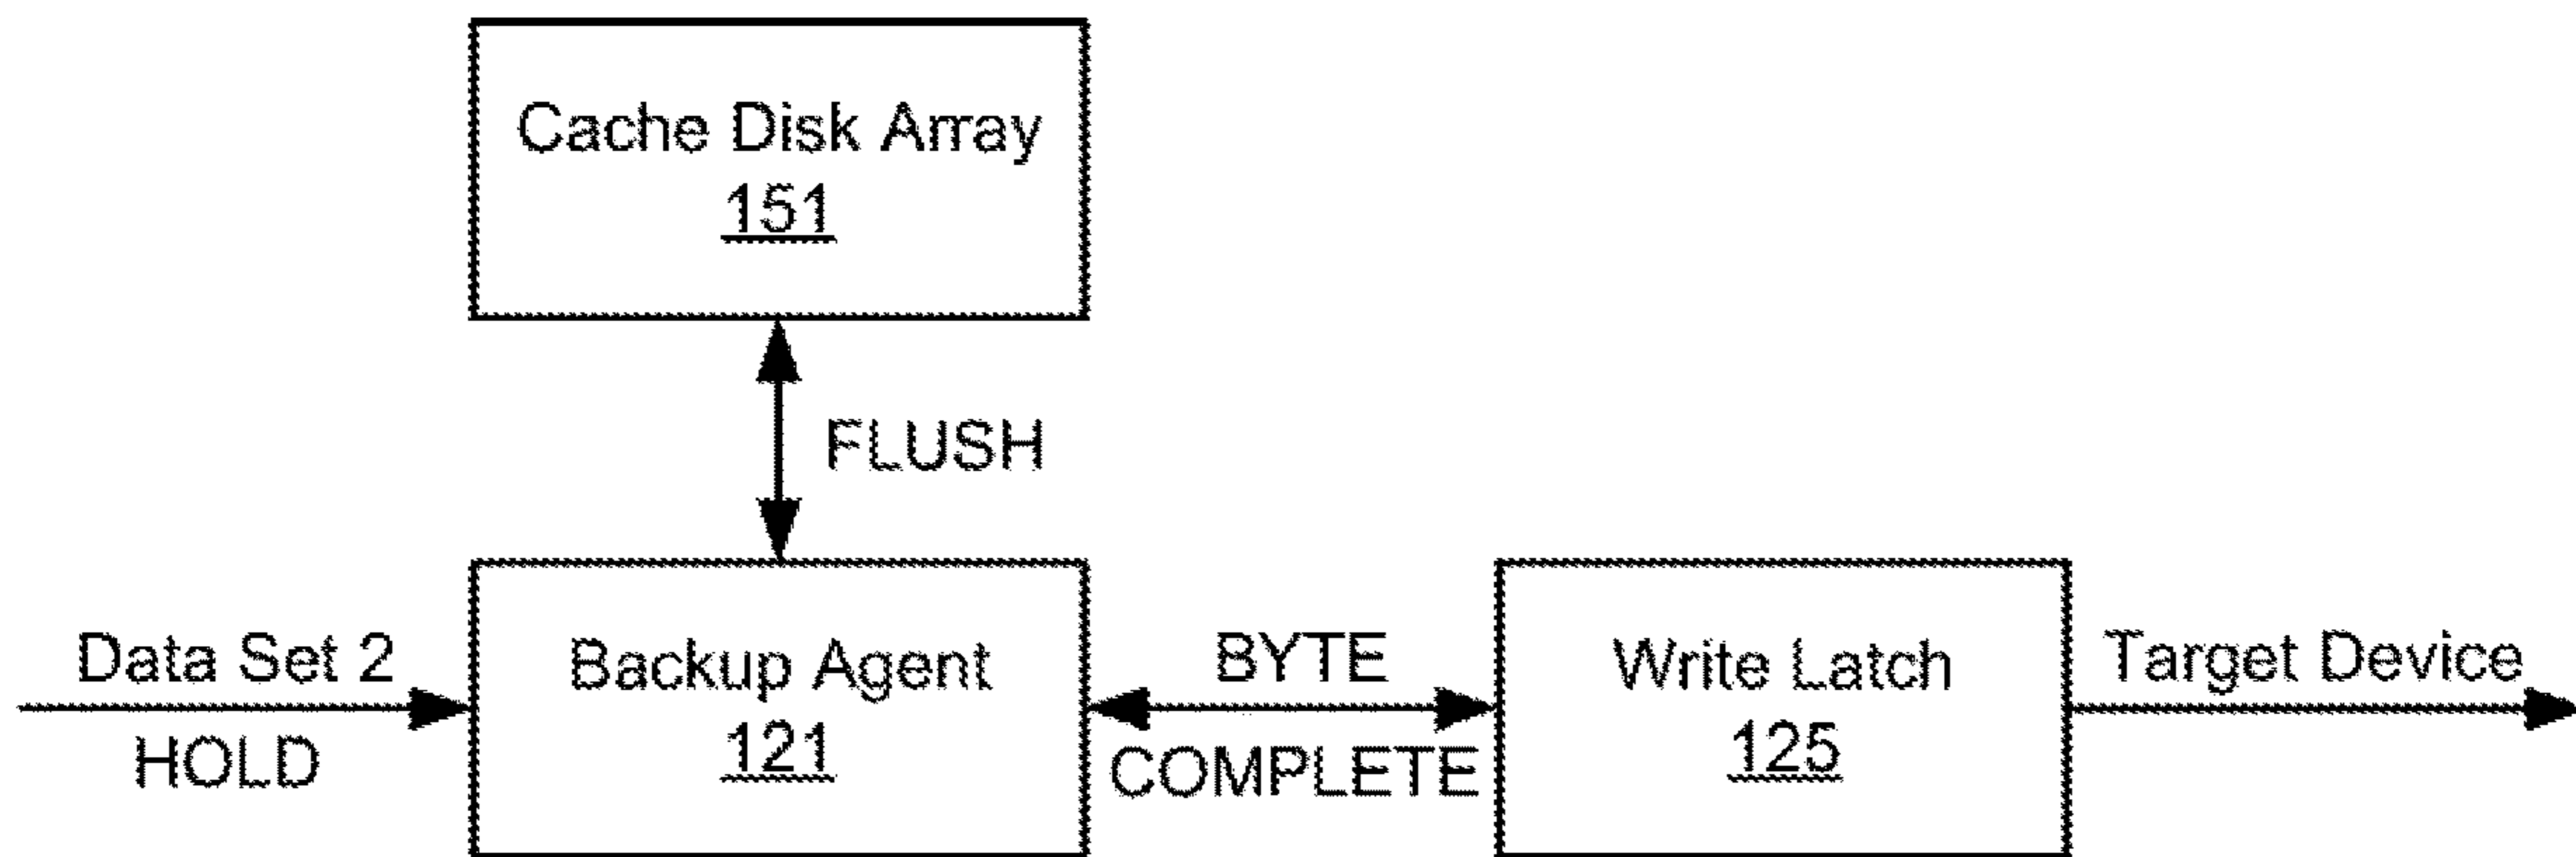 Cache Disk Array
151
FLUSH
Data Set 2
HOLD
Backup Agent
121
BYTE
COMPLETE
Write Latch
125
Target Device